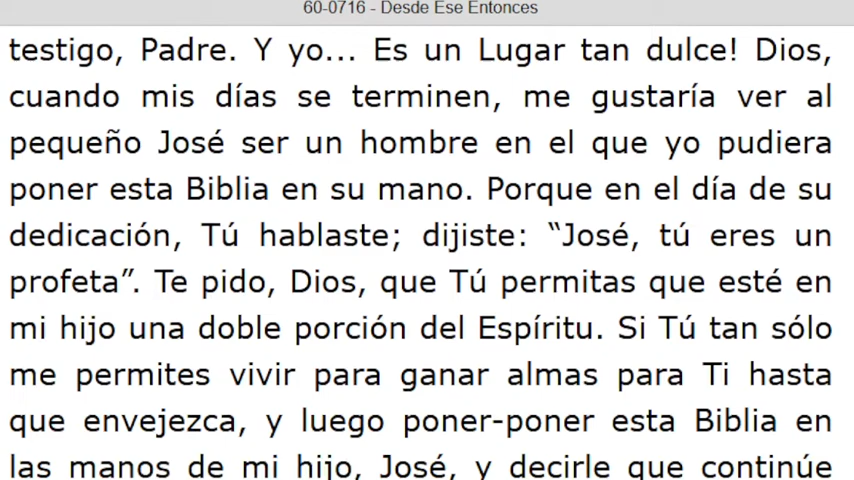 60-0716 - Desde Ese Entonces
testigo, Padre. Y yo... Es un Lugar tan dulce! Dios,
cuando mis días se terminen, me gustaría ver al
pequeño José ser un hombre en el que yo pudiera
poner esta Biblia en su mano. Porque en el día de su
dedicación, Tú hablaste; dijiste: “José, tú eres un
profeta”. Te pido, Dios, que Tú permitas que esté en
mi hijo una doble porción del Espíritu. Si Tú tan sólo
me permites vivir para ganar almas para Ti hasta
que envejezca, y luego poner-poner esta Biblia en
las manos de mi hijo, José, y decirle que continúe